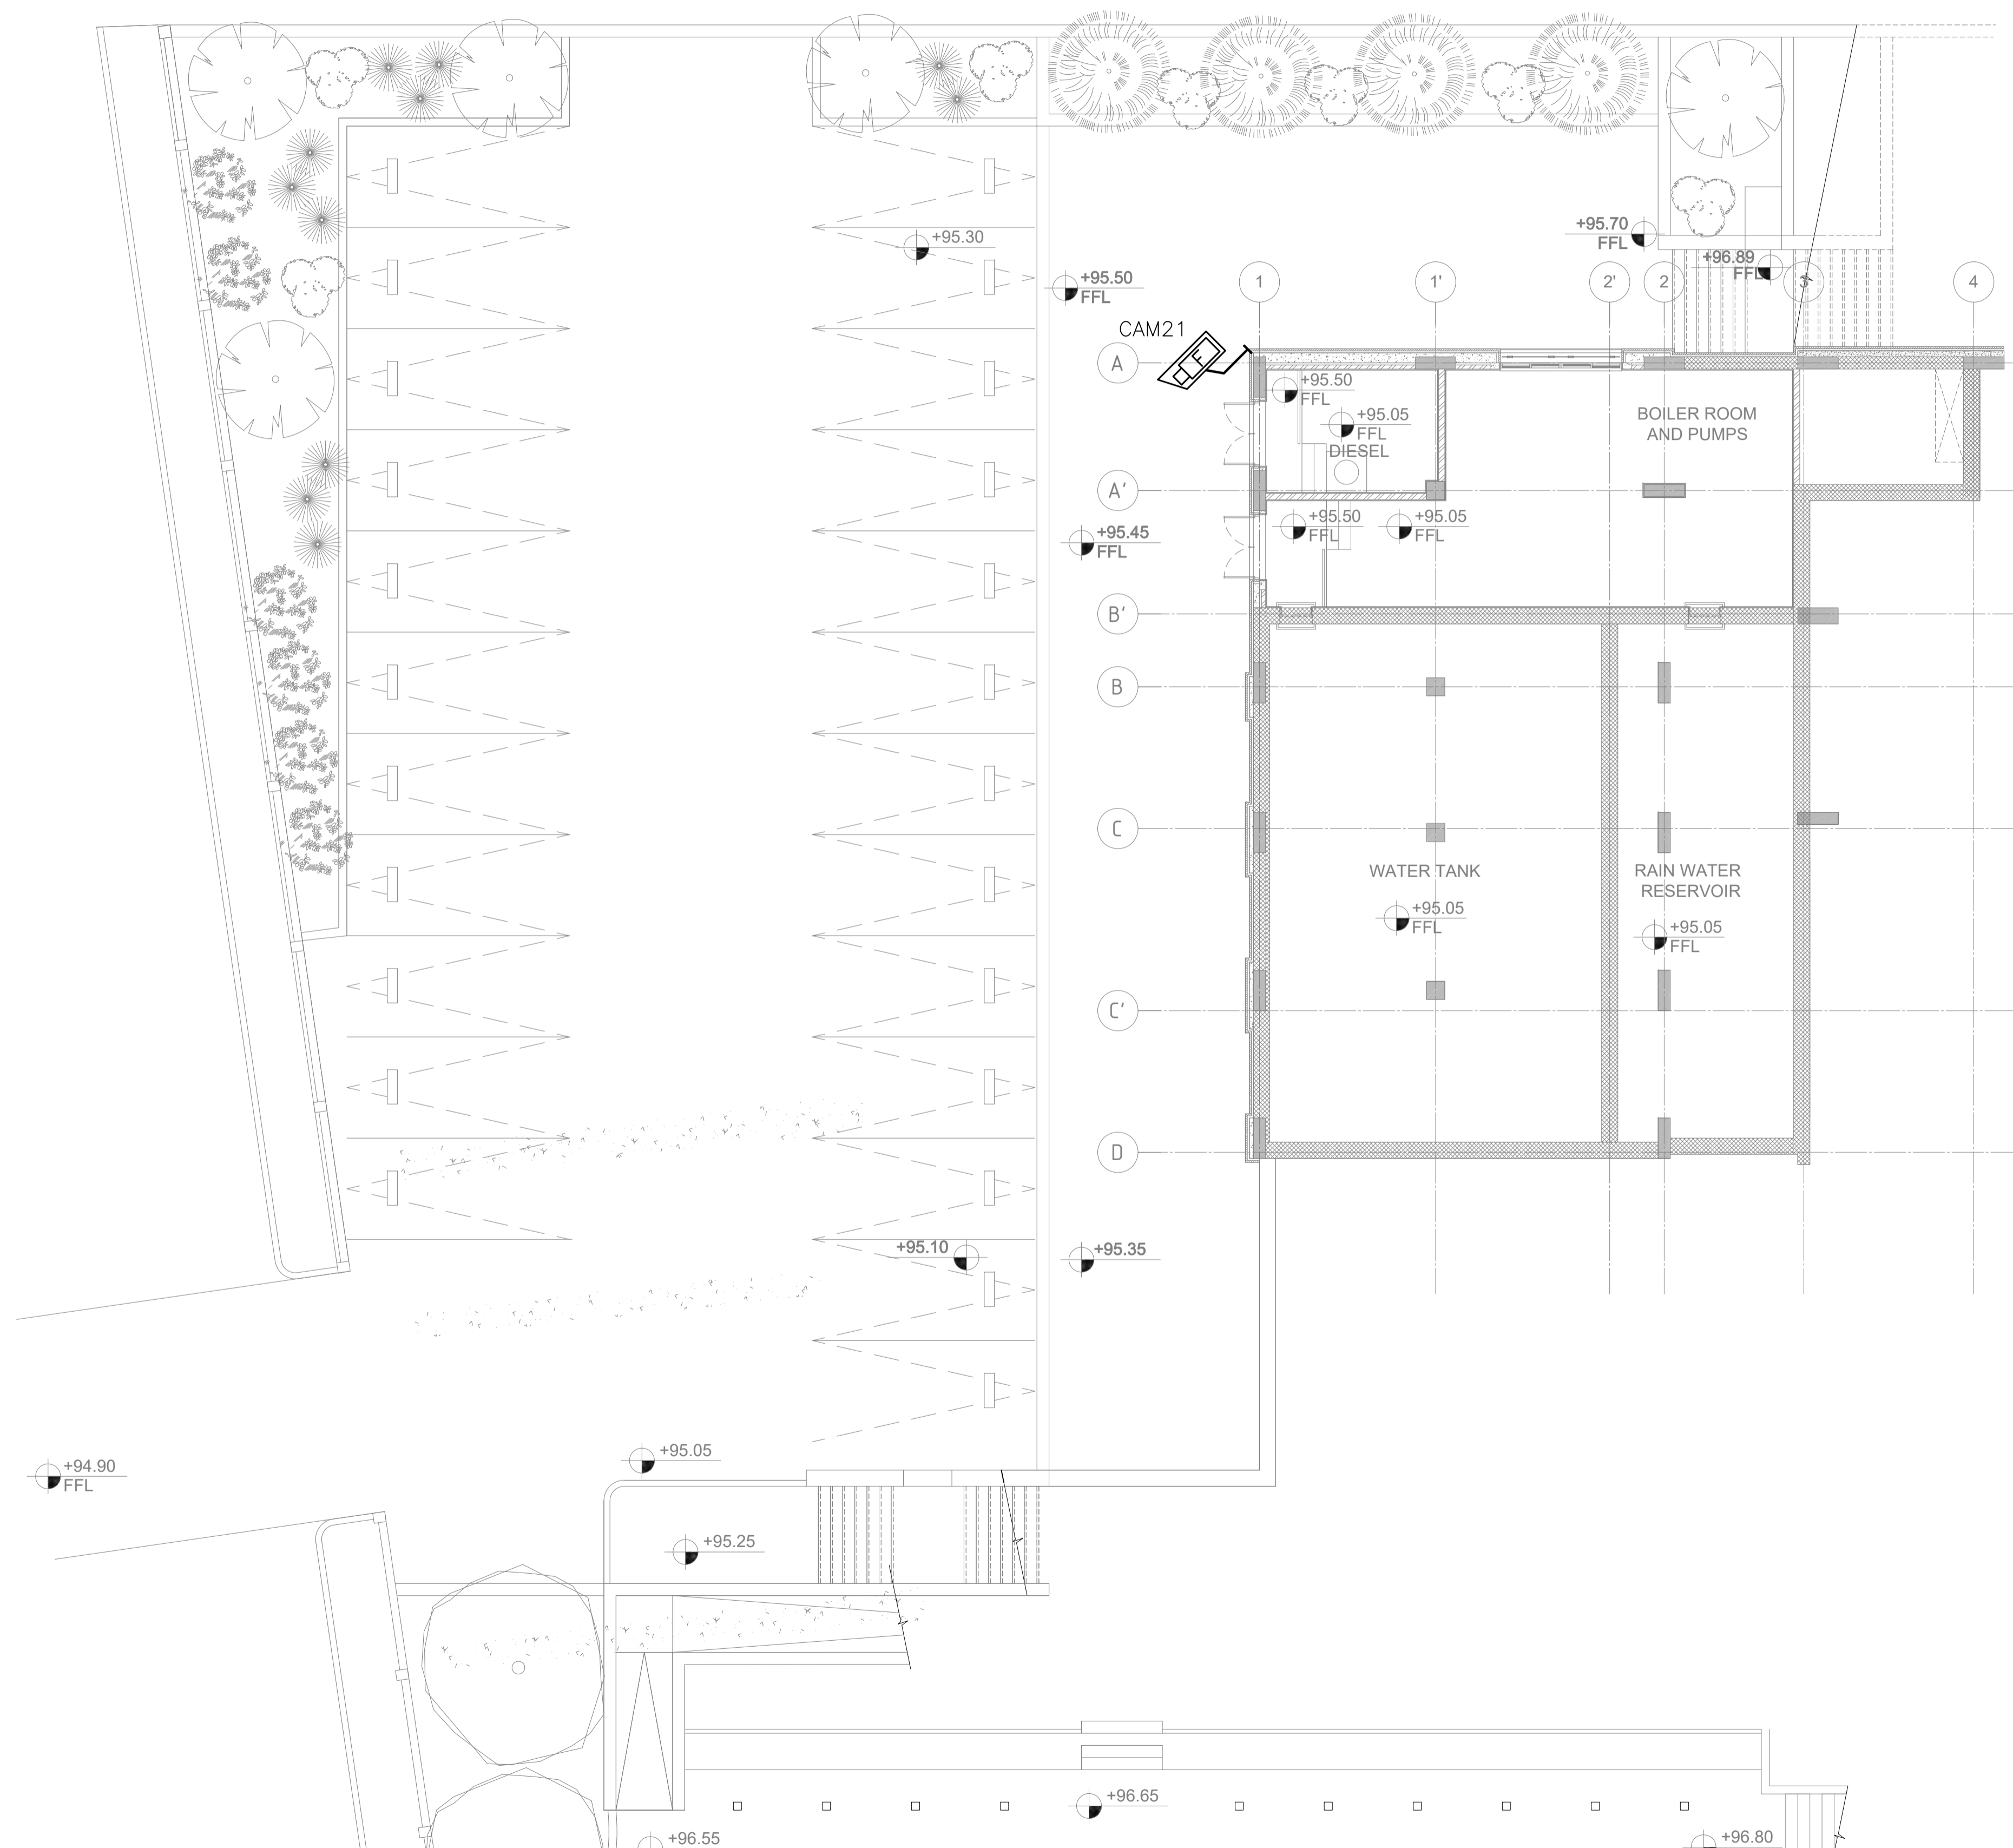 +95.30
+95.50
FFL
+95.70
FFL
+96.89
FFL
1
1'
2'
2
3
4
CAM21
F
A
+95.50
FFL
+95.05
FFL
DIESEL
BOILER ROOM
AND PUMPS
A'
+95.50
FFL
+95.05
FFL
+95.45
FFL
B'
B
C
WATER TANK
+95.05
FFL
RAIN WATER
RESERVOIR
+95.05
FFL
C'
D
+95.10
+95.35
+94.90
FFL
+95.05
+95.25
+96.65
+96.55
+96.80